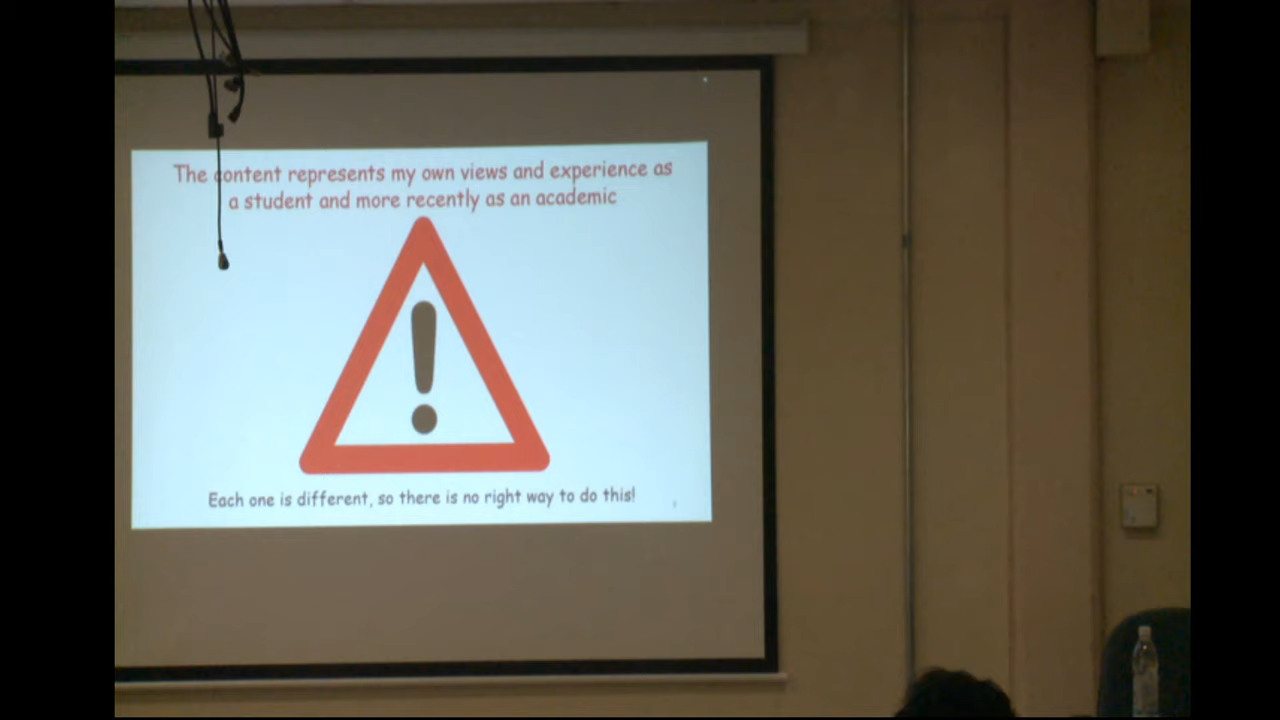 The content represents my own views and experience as
a student and more recently as an academic
Each one is different, so there is no right way to do this!